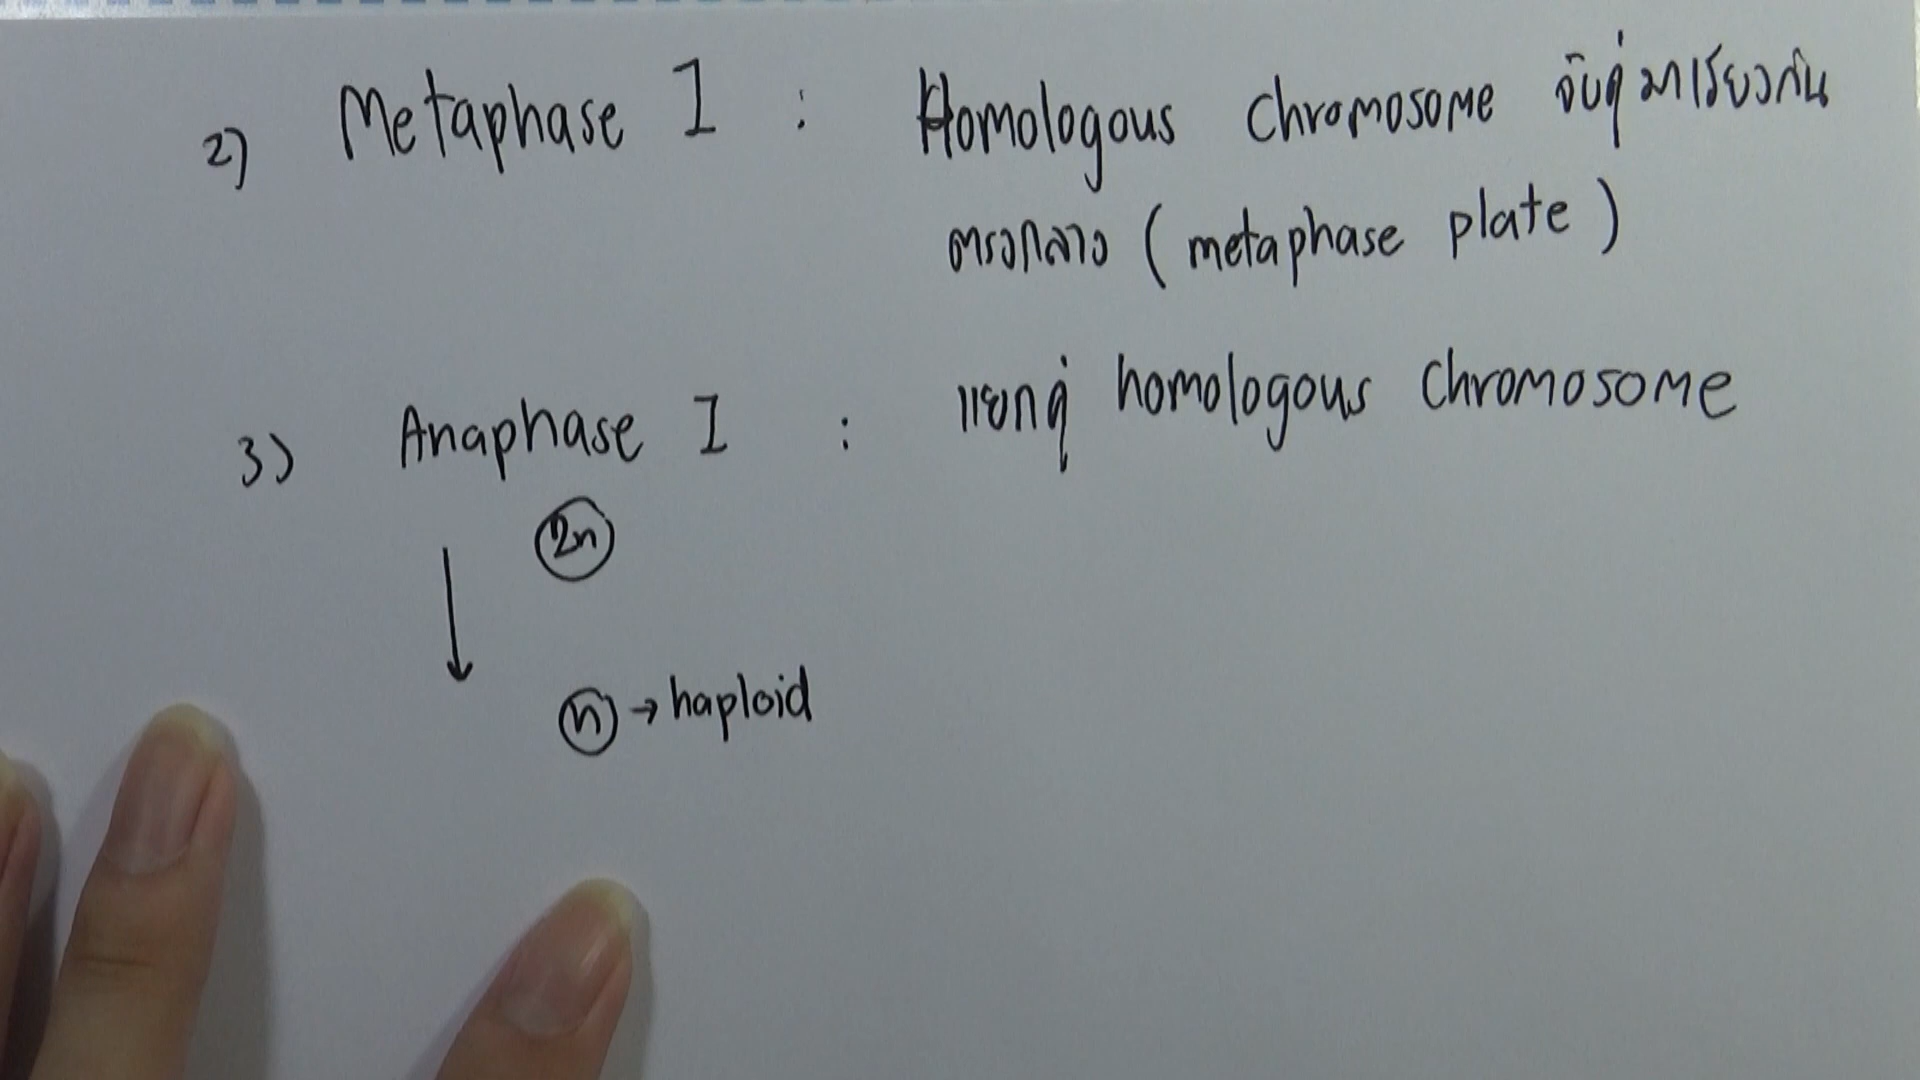 2) Metaphase I : Homologous chromosome จับคู่มาเรียงกัน
ตรงกลาง (metaphase plate)
3) Anaphase I : แยกคู่ homologous chromosome
2n
n → haploid